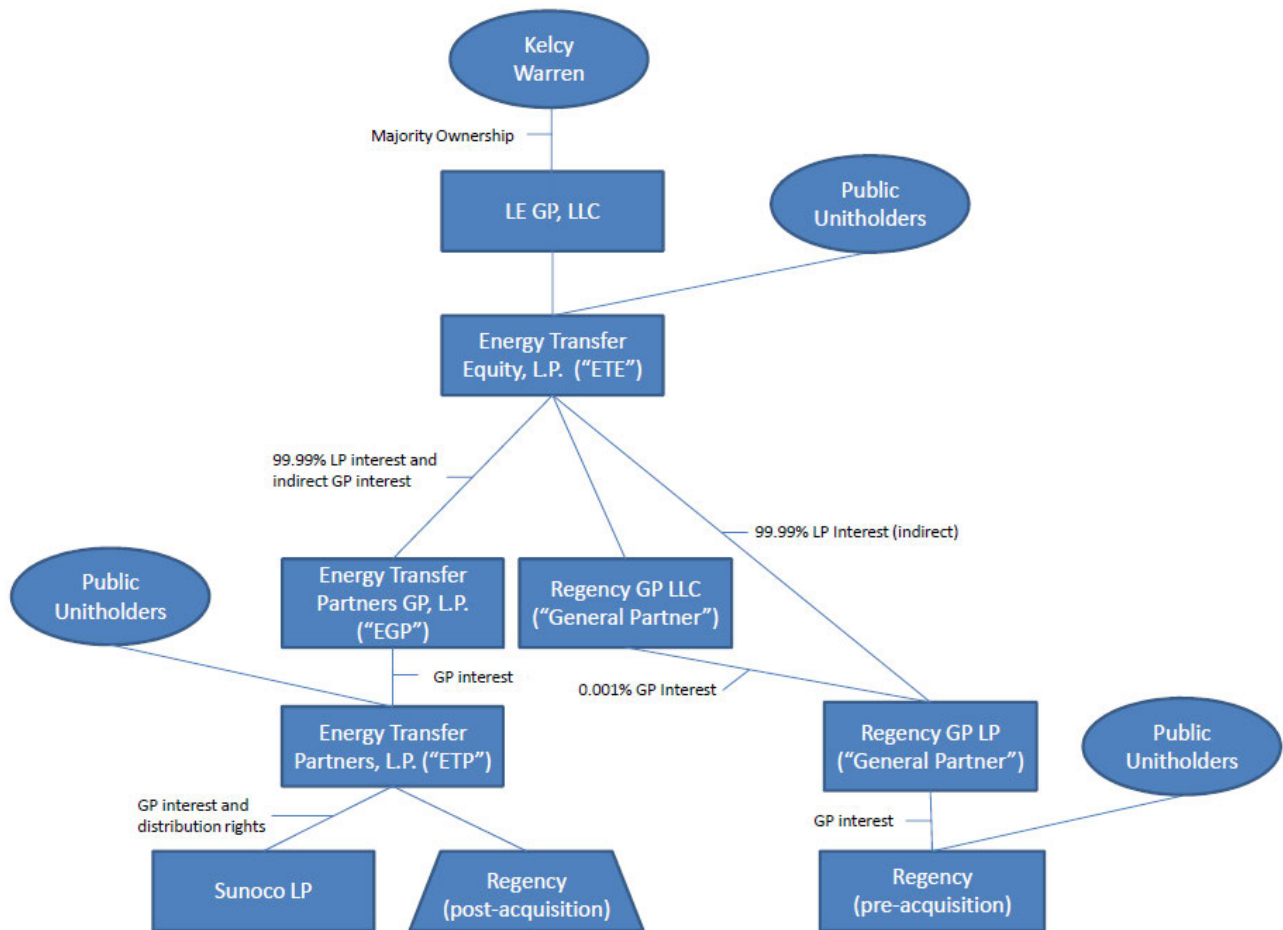 Kelcy
Warren
Majority Ownership
LE GP, LLC
Public
Unitholders
Energy Transfer
Equity, L.P. (“ETE”)
99.99% LP interest and
indirect GP interest
99.99% LP Interest (indirect)
Public
Unitholders
Energy Transfer
Partners GP, L.P.
(“EGP”)
Regency GP LLC
(“General Partner”)
GP interest
0.001% GP Interest
Energy Transfer
Partners, L.P. (“ETP”)
Regency GP LP
(“General Partner”)
Public
Unitholders
GP interest and
distribution rights
GP interest
Sunoco LP
Regency
(post-acquisition)
Regency
(pre-acquisition)